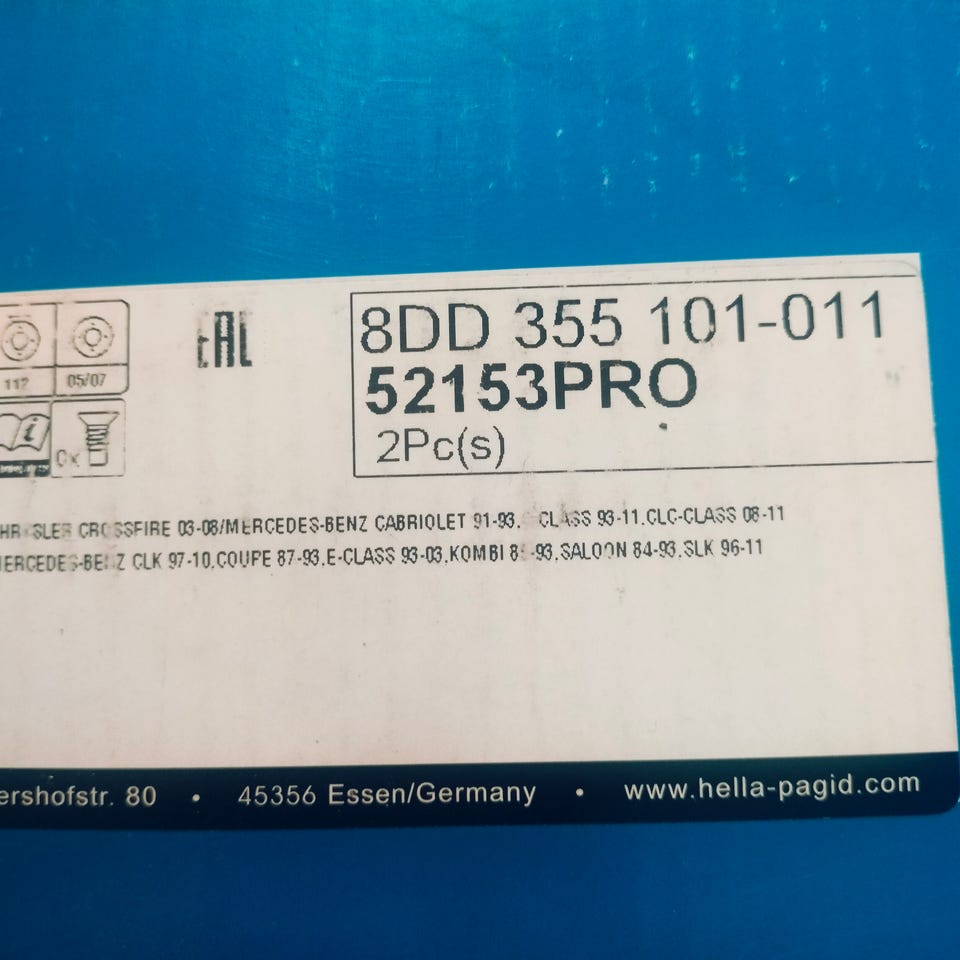 8DD 355 101-011
52153PRO
2Pc(s)
EAC
112
05/07
i
0x
CROSSFIRE 03-08/MERCEDES-BENZ CABRIOLET 91-93. CLASS 93-11.CLC-CLASS 08-11
MERCEDES-BENZ CLK 97-10.COUPE 87-93.E-CLASS 93-03.KOMBI -93.SALOON 84-93.SLK 96-11
ershofstr. 80 • 45356 Essen/Germany • www.hella-pagid.com